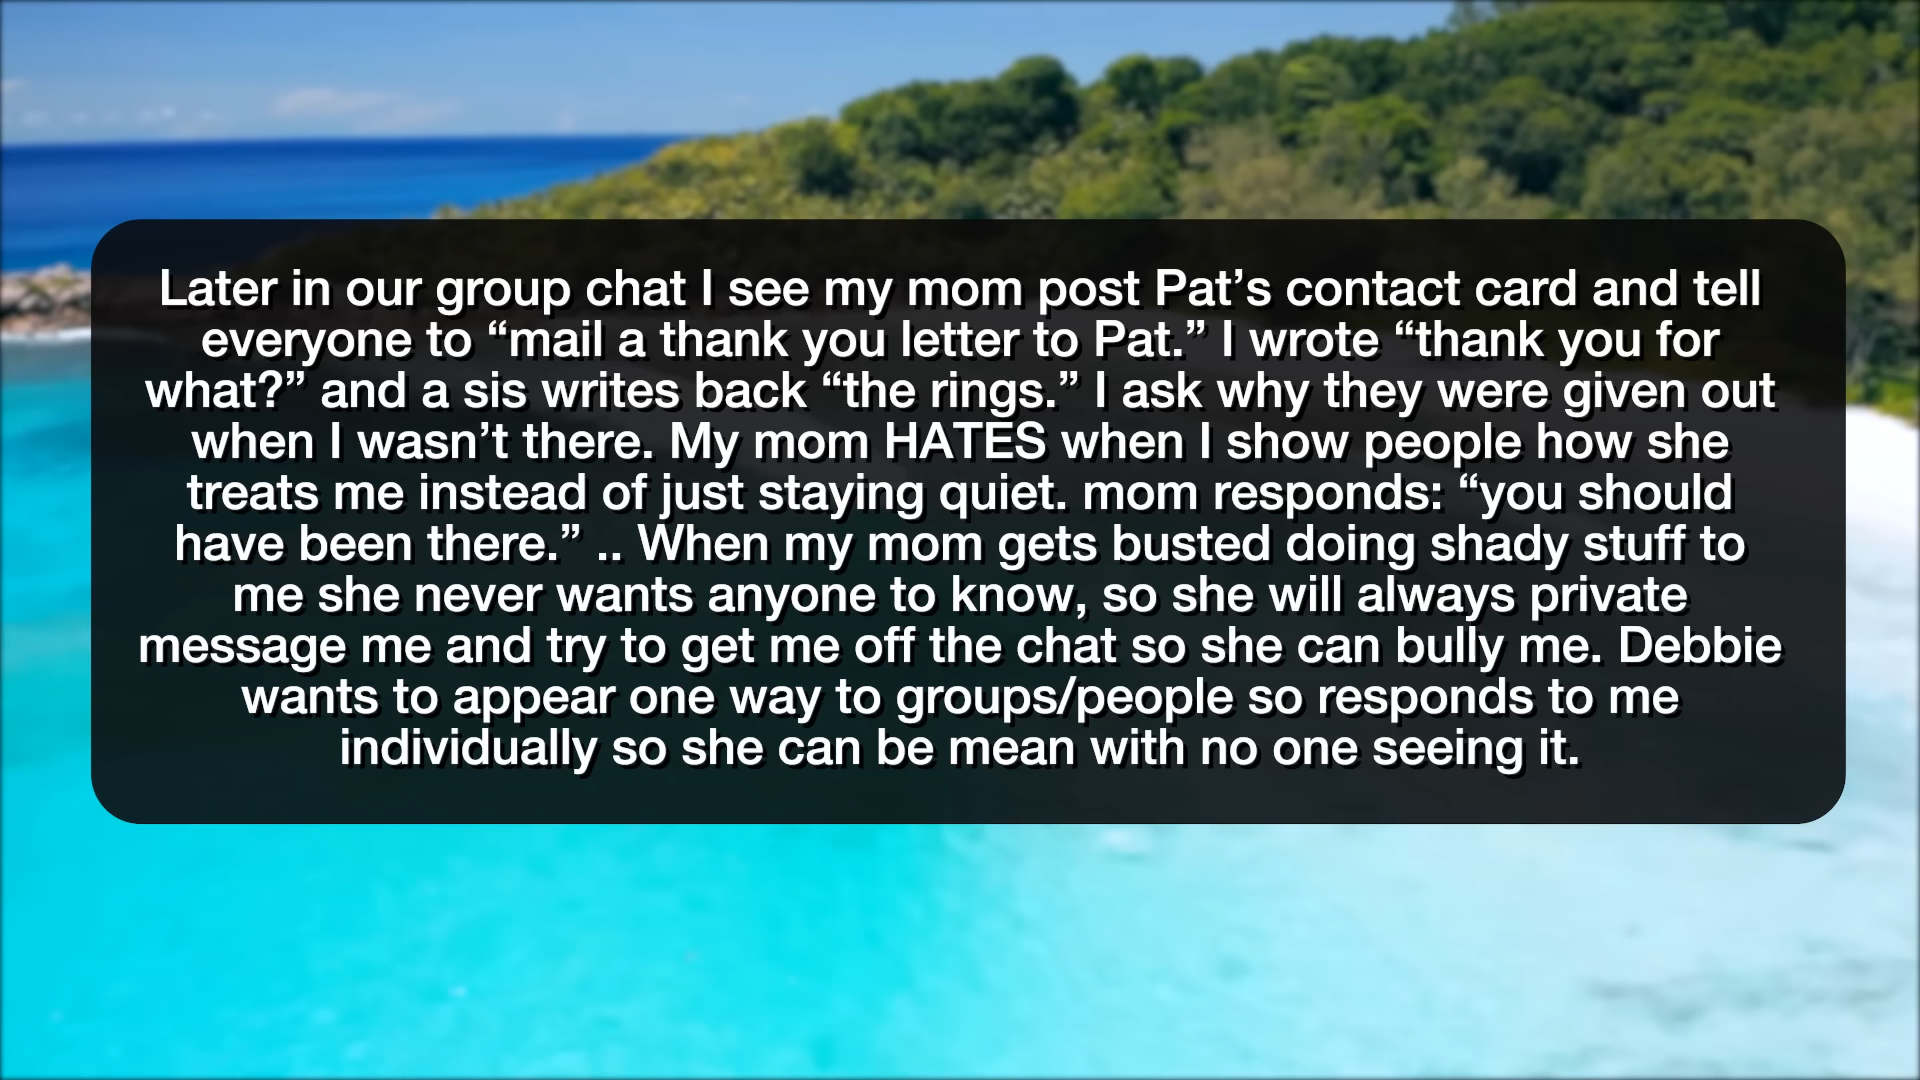 Later in our group chat I see my mom post Pat’s contact card and tell
everyone to “mail a thank you letter to Pat.” I wrote “thank you for
what?” and a sis writes back “the rings.” I ask why they were given out
when I wasn’t there. My mom HATES when I show people how she
treats me instead of just staying quiet. mom responds: “you should
have been there.” .. When my mom gets busted doing shady stuff to
me she never wants anyone to know, so she will always private
message me and try to get me off the chat so she can bully me. Debbie
wants to appear one way to groups/people so responds to me
individually so she can be mean with no one seeing it.